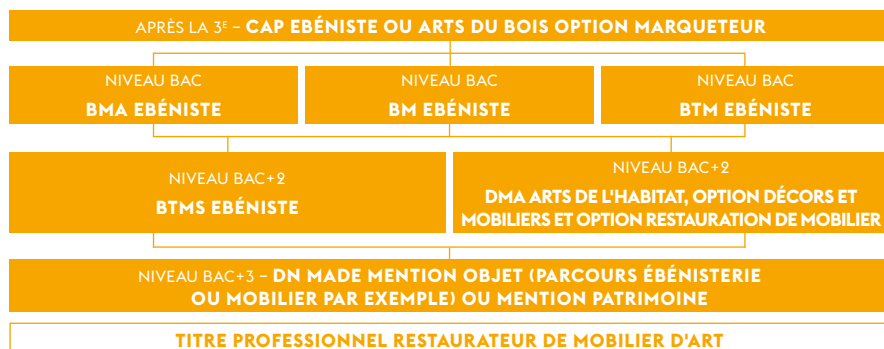 APRÈS LA 3E – CAP EBÉNISTE OU ARTS DU BOIS OPTION MARQUETEUR
NIVEAU BAC
BMA EBÉNISTE
NIVEAU BAC
BM EBÉNISTE
NIVEAU BAC
BTM EBÉNISTE
NIVEAU BAC+2
BTMS EBÉNISTE
NIVEAU BAC+2
DMA ARTS DE L'HABITAT, OPTION DÉCORS ET
MOBILIERS ET OPTION RESTAURATION DE MOBILIER
NIVEAU BAC+3 – DN MADE MENTION OBJET (PARCOURS ÉBÉNISTERIE
OU MOBILIER PAR EXEMPLE) OU MENTION PATRIMOINE
TITRE PROFESSIONNEL RESTAURATEUR DE MOBILIER D'ART